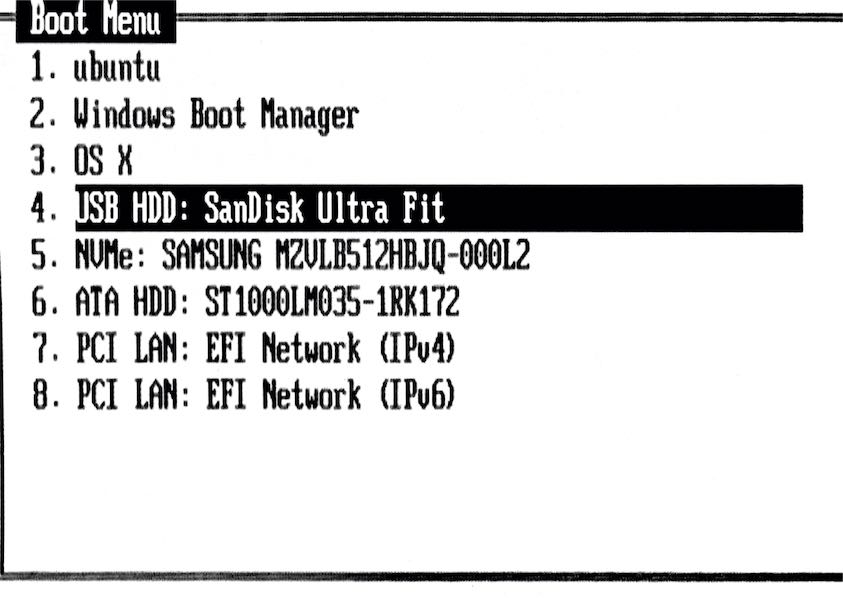 Boot Menu
1. ubuntu
2. Windows Boot Manager
3. OS X
4. USB HDD: SanDisk Ultra Fit
5. NVMe: SAMSUNG MZVLB512HBJQ-000L2
6. ATA HDD: ST1000LM035-1RK172
7. PCI LAN: EFI Network (IPv4)
8. PCI LAN: EFI Network (IPv6)